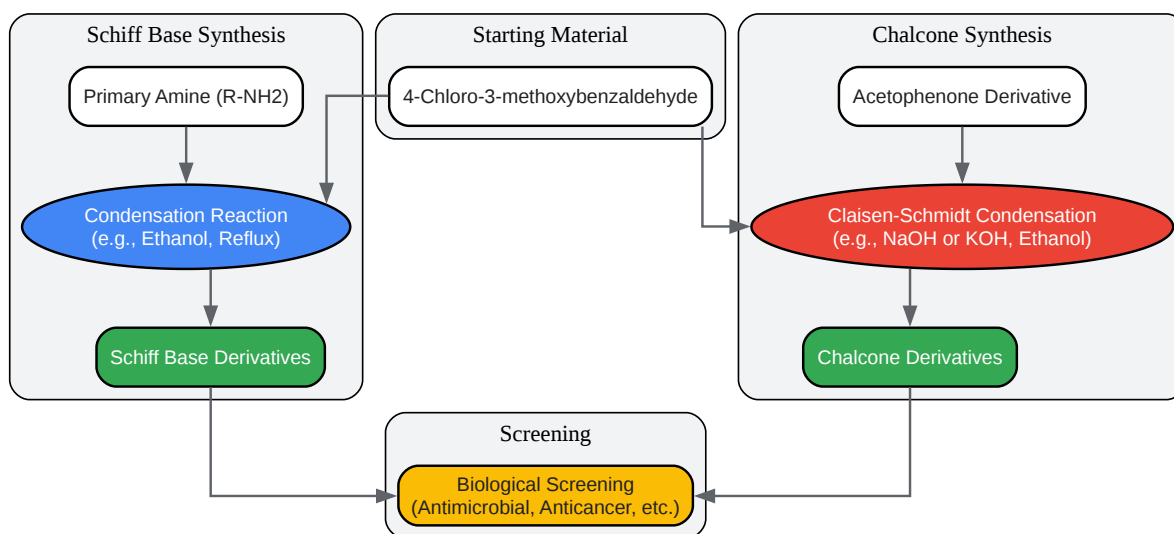 Schiff Base Synthesis
Starting Material
Chalcone Synthesis
Primary Amine (R-NH2)
4-Chloro-3-methoxybenzaldehyde
Acetophenone Derivative
Condensation Reaction
(e.g., Ethanol, Reflux)
Claisen-Schmidt Condensation
(e.g., NaOH or KOH, Ethanol)
Schiff Base Derivatives
Chalcone Derivatives
Screening
Biological Screening
(Antimicrobial, Anticancer, etc.)